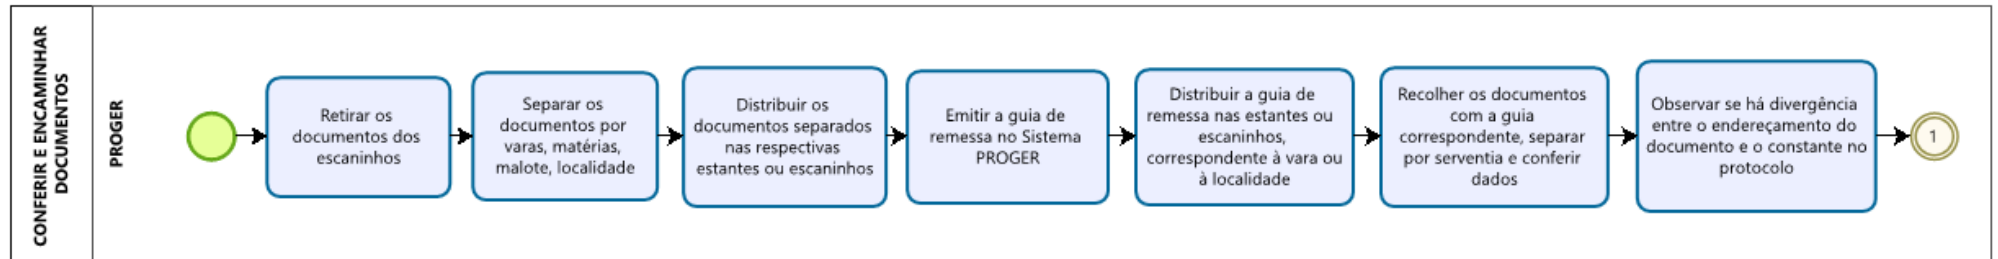 CONFERIR E ENCAMINHAR
DOCUMENTOS
PROGER
Retirar os
documentos dos
escaninhos
Separar os
documentos por
varas, matérias,
malote, localidade
Distribuir os
documentos separados
nas respectivas
estantes ou escaninhos
Emitir a guia de
remessa no Sistema
PROGER
Distribuir a guia de
remessa nas estantes ou
escaninhos,
correspondente à vara ou
à localidade
Recolher os documentos
com a guia
correspondente, separar
por serventia e conferir
dados
Observar se há divergência
entre o endereçamento do
documento e o constante no
protocolo
1